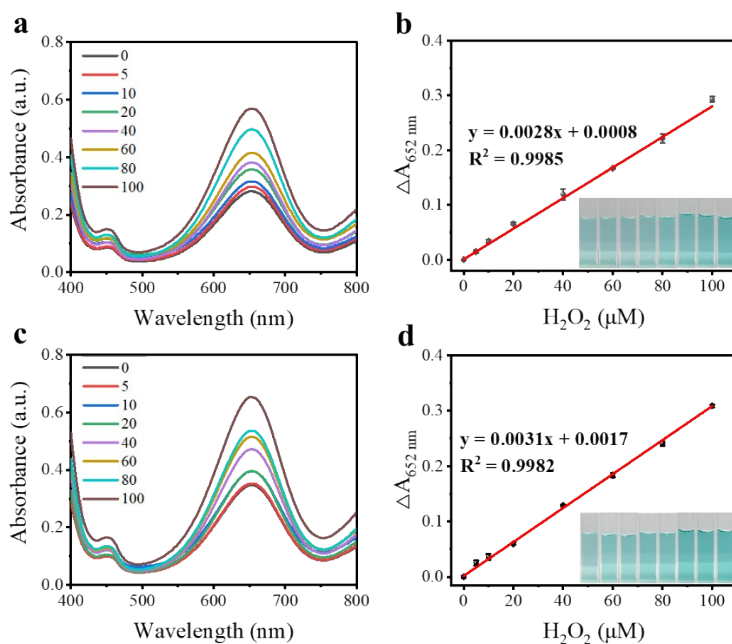 a
0.8
0.6
0.4
0.2
0.0
Absorbance (a.u.)
0
5
10
20
40
60
80
100
400 500 600 700 800
Wavelength (nm)
b
0.4
0.3
0.2
0.1
0.0
△A652 nm
y = 0.0028x + 0.0008
R² = 0.9985
0 20 40 60 80 100
H₂O₂ (μM)
c
0.8
0.6
0.4
0.2
0.0
Absorbance (a.u.)
0
5
10
20
40
60
80
100
400 500 600 700 800
Wavelength (nm)
d
0.4
0.3
0.2
0.1
0.0
△A652 nm
y = 0.0031x + 0.0017
R² = 0.9982
0 20 40 60 80 100
H₂O₂ (μM)